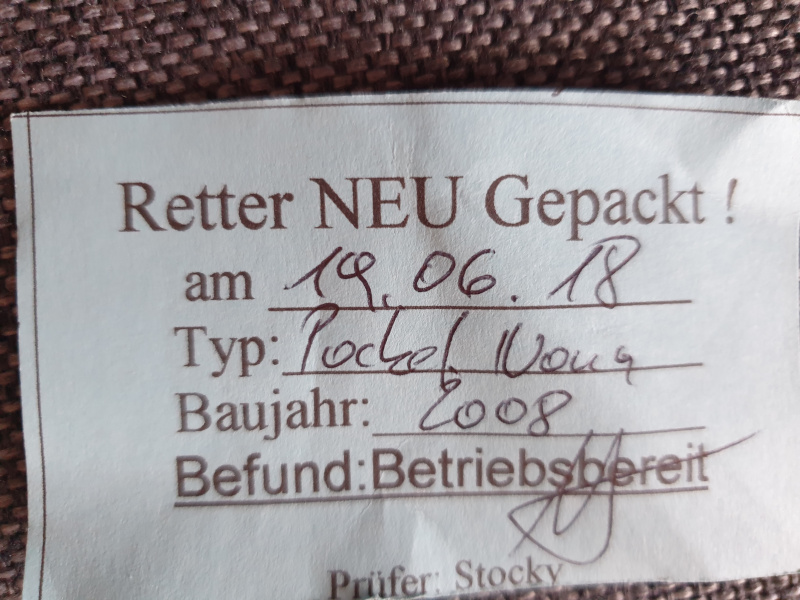 Retter NEU Gepackt !
am 19.06.18
Typ: Pocket Nova
Baujahr: 2008
Befund:Betriebsbereit
Prüfer: Stocky